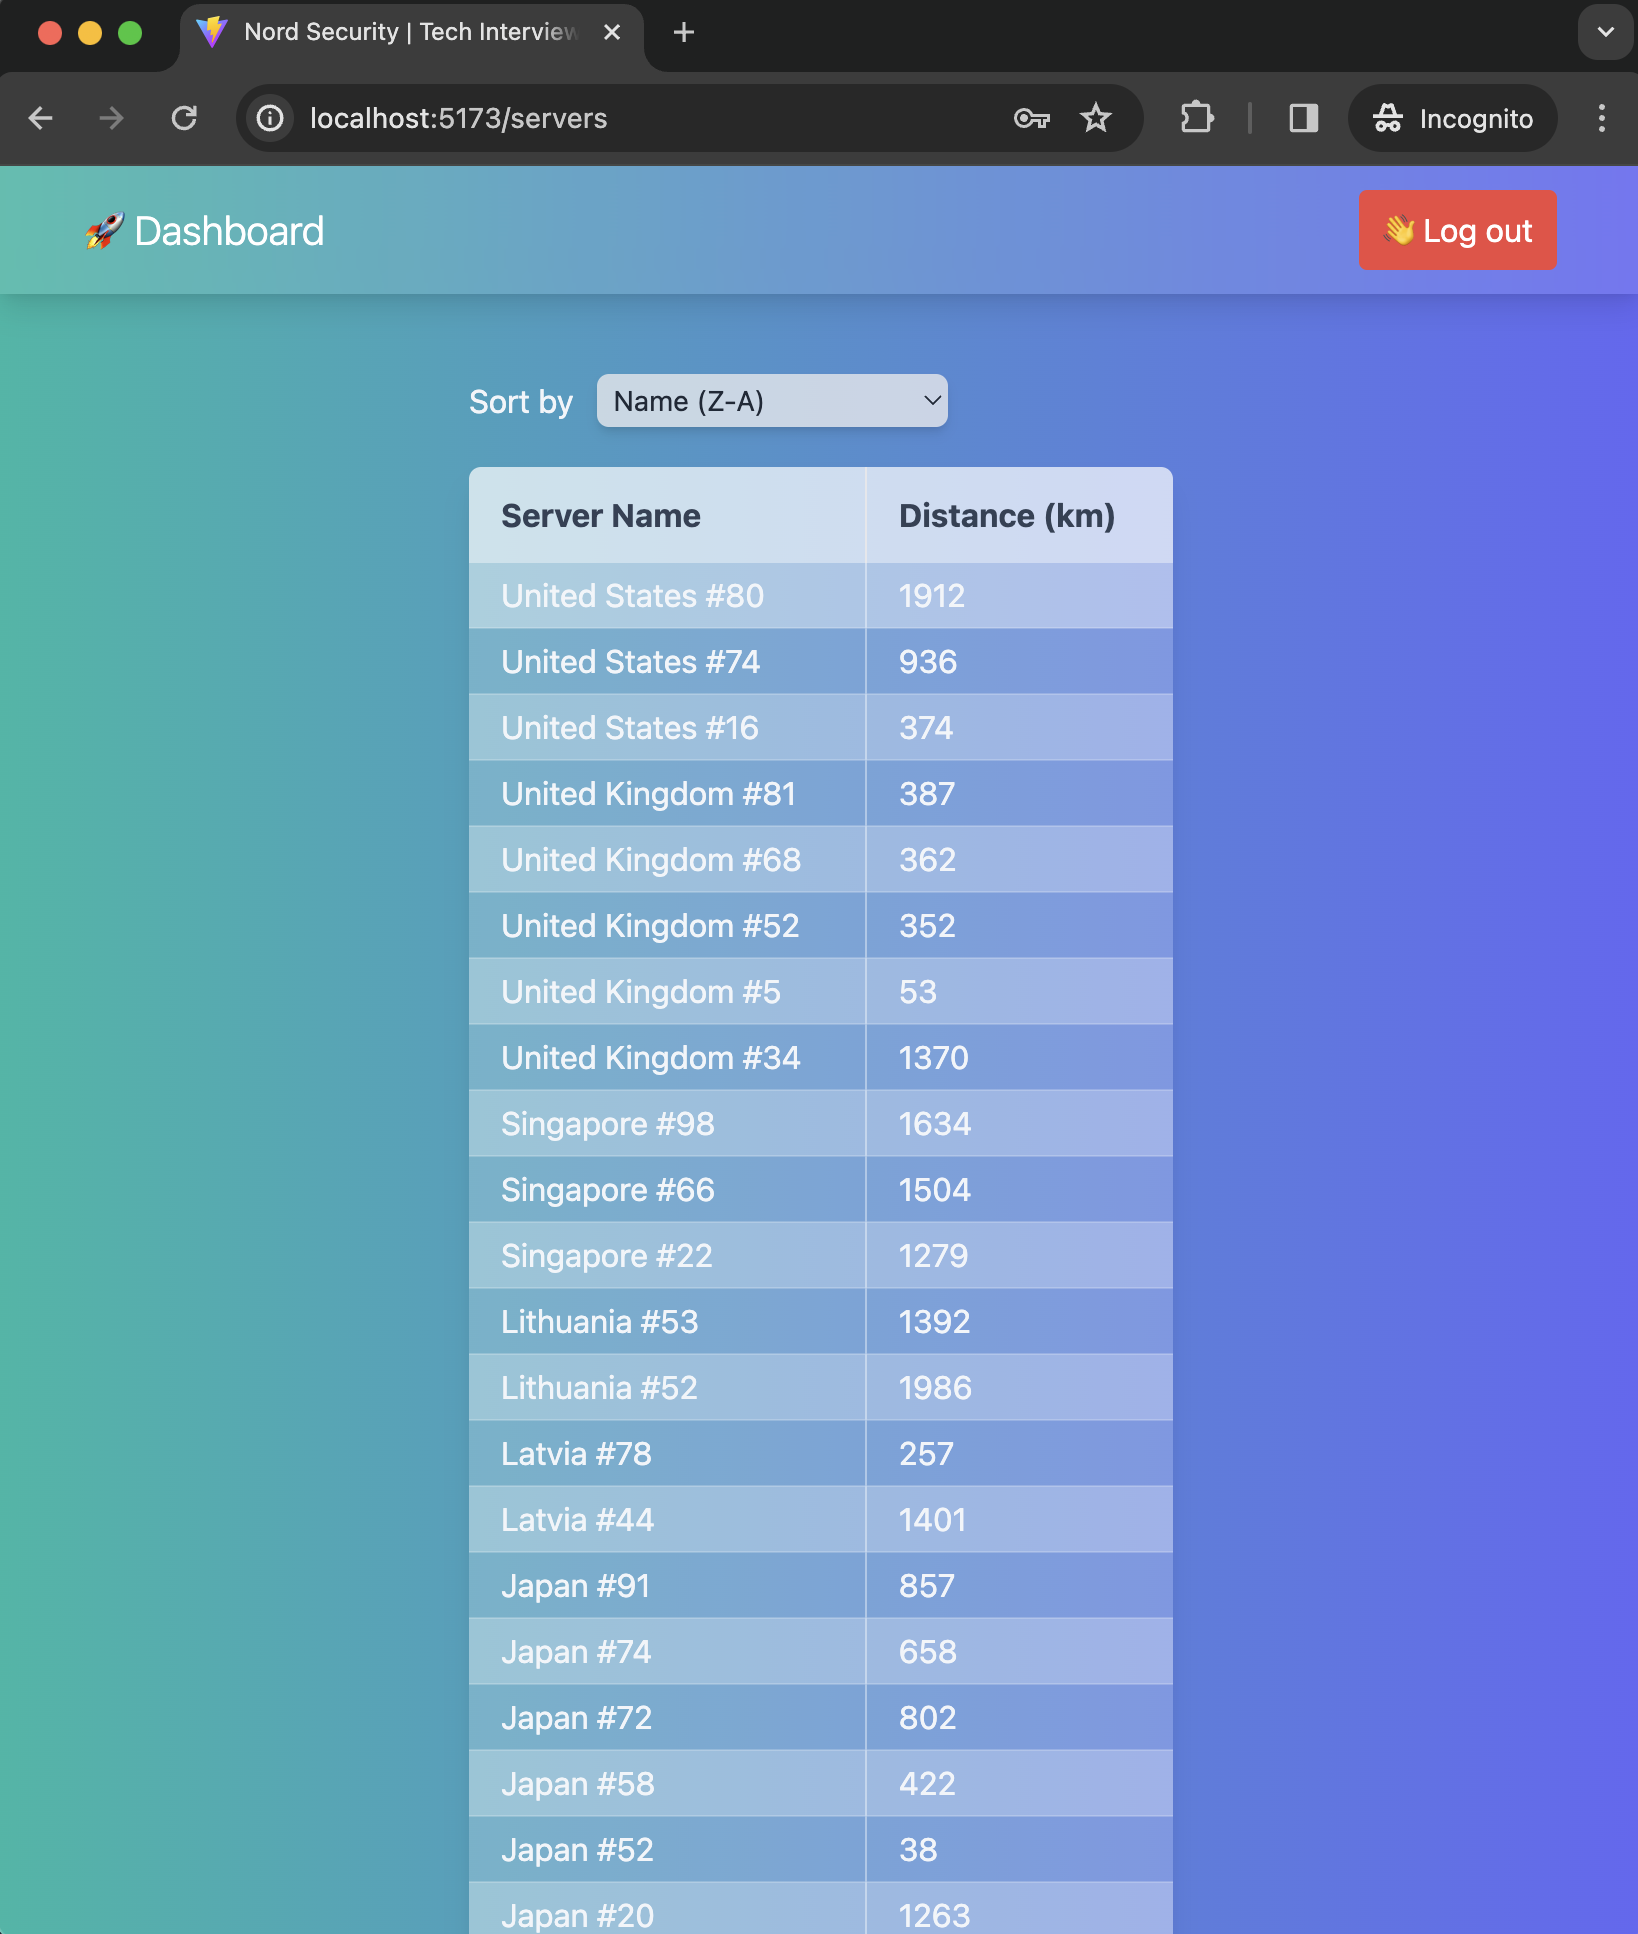 Nord Security | Tech Interview
localhost:5173/servers
Incognito
🚀 Dashboard
👋 Log out
Sort by
Name (Z-A)
Server Name Distance (km)
United States #80 1912
United States #74 936
United States #16 374
United Kingdom #81 387
United Kingdom #68 362
United Kingdom #52 352
United Kingdom #5 53
United Kingdom #34 1370
Singapore #98 1634
Singapore #66 1504
Singapore #22 1279
Lithuania #53 1392
Lithuania #52 1986
Latvia #78 257
Latvia #44 1401
Japan #91 857
Japan #74 658
Japan #72 802
Japan #58 422
Japan #52 38
Japan #20 1263